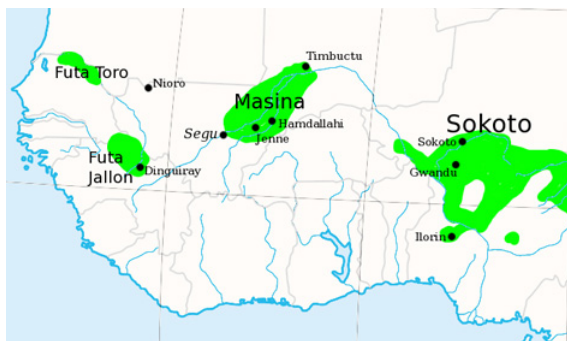 Timbuctu
Futa Toro
Nioro
Masina
Hamdallahi
Segu
Jenne
Sokoto
Sokoto
Gwandu
Futa
Jallon
Dinguiray
Ilorin